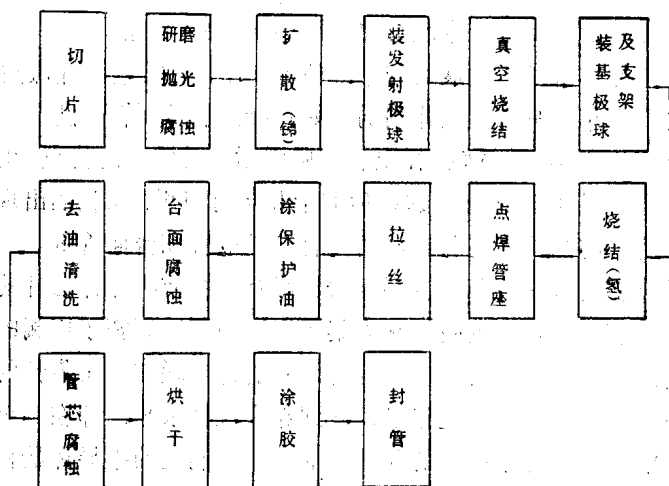 切片
研磨
抛光
腐蚀
扩散(锑)
装发射极球
真空烧结
装基极球
及支架
烧结(氢)
点焊管座
拉丝
涂保护油
台面腐蚀
去油清洗
管芯腐蚀
烘干
涂胶
封管